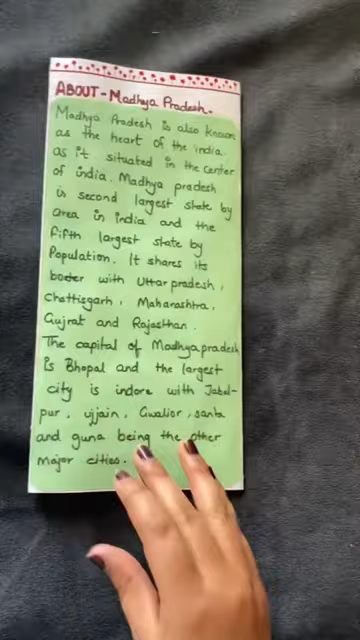 ABOUT - Madhya Pradesh.
Madhya Pradesh is also known
as the heart of the india.
as it situated in the center
of india. Madhya pradesh
is second largest state by
area in india and the
fifth largest state by
Population. It shares its
boder with Uttar pradesh,
Chattisgarh, Maharashtra,
Gujrat and Rajasthan.
The capital of Madhya pradesh
is Bhopal and the largest
city is indore with Jabal-
pur, ujjain, Gwalior, santa
and guna being the other
major cities.